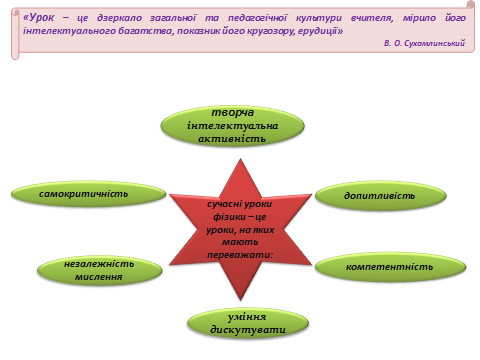 «Урок – це дзеркало загальної та педагогічної культури вчителя, мірило його
інтелектуального багатства, показник його кругозору, ерудиції»
В. О. Сухомлинський
творча
інтелектуальна
активність
самокритичність
допитливість
сучасні уроки
фізики – це
уроки, на яких
мають
переважати:
незалежність
мислення
компетентність
уміння
дискутувати